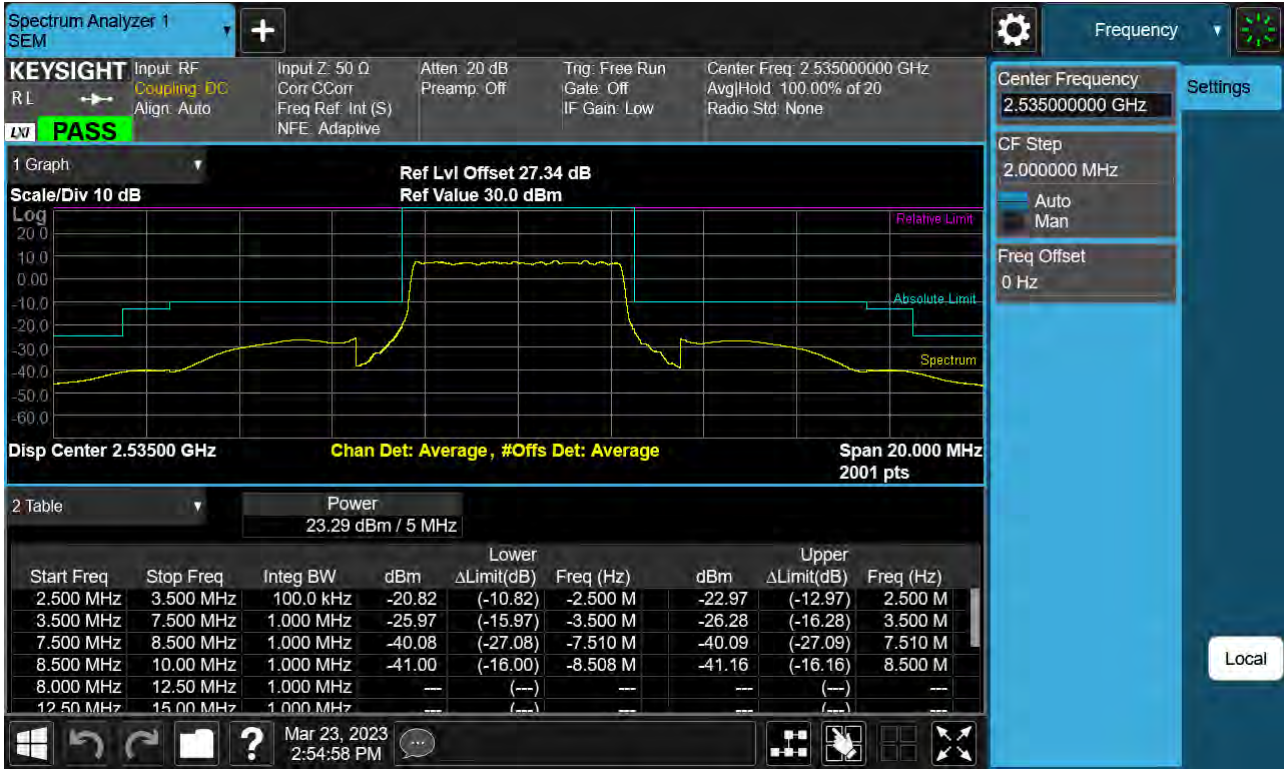 Spectrum Analyzer 1
SEM
Frequency
KEYSIGHT
R L
LXI
PASS
Input: RF
Coupling: DC
Align: Auto
Input Z: 50 Ω
Corr CCorr
Freq Ref: Int (S)
NFE: Adaptive
Atten: 20 dB
Preamp: Off
Trig: Free Run
Gate: Off
IF Gain: Low
Center Freq: 2.535000000 GHz
Avg|Hold: 100.00% of 20
Radio Std: None
Center Frequency
2.535000000 GHz
Settings
CF Step
2.000000 MHz
Auto
Man
Freq Offset
0 Hz
1 Graph
Scale/Div 10 dB
Ref Lvl Offset 27.34 dB
Ref Value 30.0 dBm
Log
20.0
10.0
0.00
-10.0
-20.0
-30.0
-40.0
-50.0
-60.0
Relative Limit
Absolute Limit
Spectrum
Disp Center 2.53500 GHz
Chan Det: Average , #Offs Det: Average
Span 20.000 MHz
2001 pts
2 Table
Power
23.29 dBm / 5 MHz
Lower Upper
Start Freq Stop Freq Integ BW dBm ΔLimit(dB) Freq (Hz) dBm ΔLimit(dB) Freq (Hz)
2.500 MHz 3.500 MHz 100.0 kHz -20.82 (-10.82) -2.500 M -22.97 (-12.97) 2.500 M
3.500 MHz 7.500 MHz 1.000 MHz -25.97 (-15.97) -3.500 M -26.28 (-16.28) 3.500 M
7.500 MHz 8.500 MHz 1.000 MHz -40.08 (-27.08) -7.510 M -40.09 (-27.09) 7.510 M
8.500 MHz 10.00 MHz 1.000 MHz -41.00 (-16.00) -8.508 M -41.16 (-16.16) 8.500 M
8.000 MHz 12.50 MHz 1.000 MHz --- (---) --- --- (---) ---
12.50 MHz 15.00 MHz 1.000 MHz --- (---) --- --- (---) ---
Local
?
Mar 23, 2023
2:54:58 PM